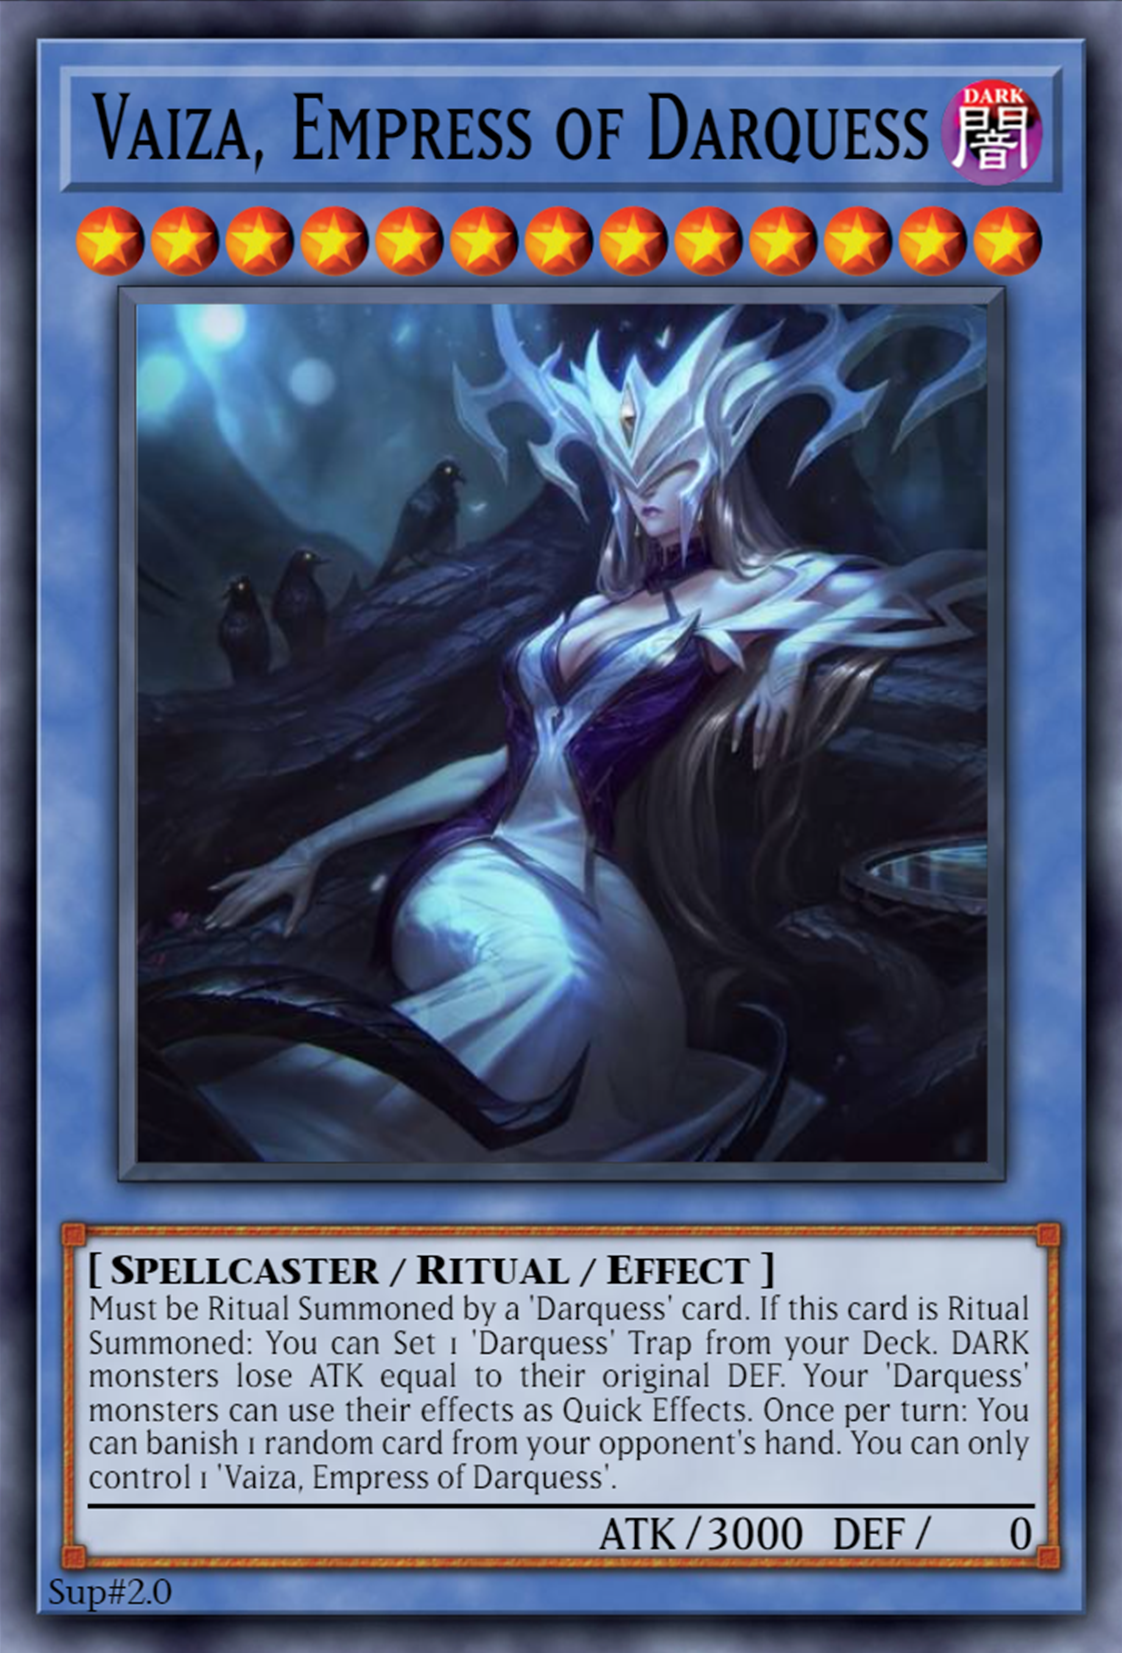 Vaiza, Empress of Darquess
DARK
闇
[ Spellcaster / Ritual / Effect ]
Must be Ritual Summoned by a 'Darquess' card. If this card is Ritual
Summoned: You can Set 1 'Darquess' Trap from your Deck. DARK
monsters lose ATK equal to their original DEF. Your 'Darquess'
monsters can use their effects as Quick Effects. Once per turn: You
can banish 1 random card from your opponent's hand. You can only
control 1 'Vaiza, Empress of Darquess'.
ATK / 3000 DEF / 0
Sup#2.0